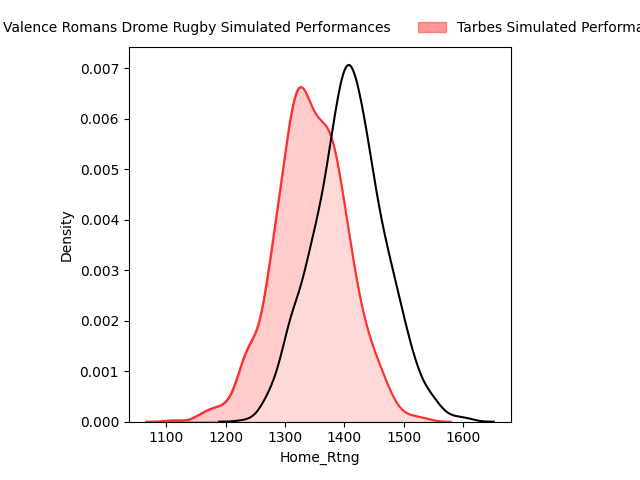 Valence Romans Drome Rugby Simulated Performances
Tarbes Simulated
0.007
0.006
0.005
0.004
0.003
0.002
0.001
0.000
Density
1100 1200 1300 1400 1500 1600
Home_Rtng